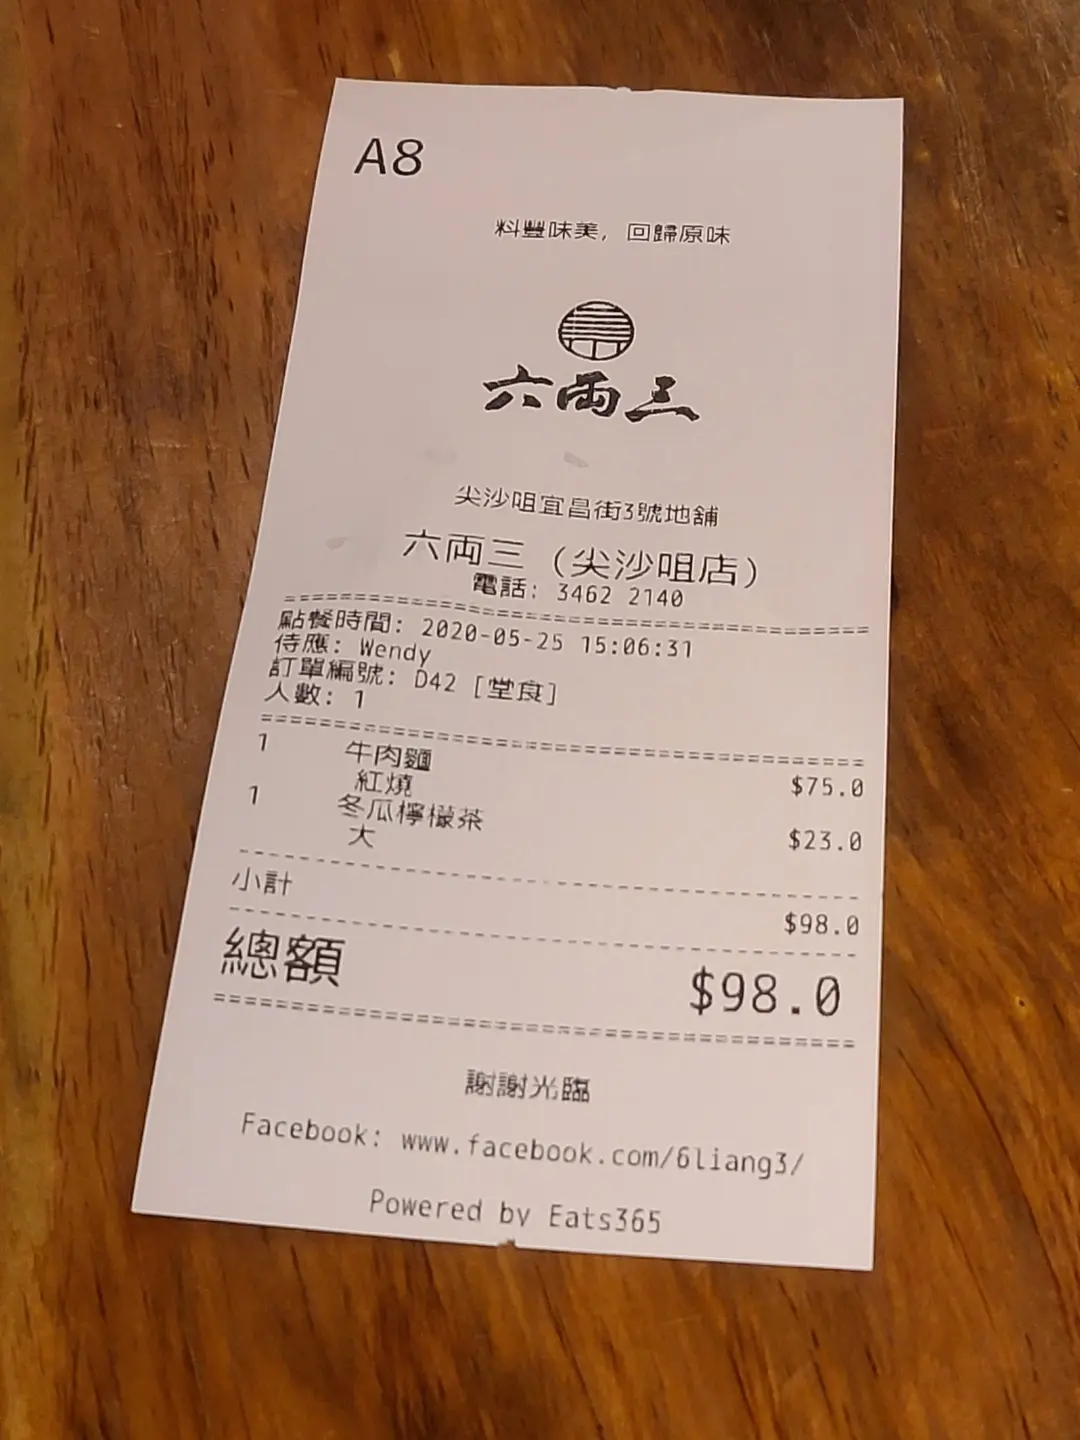 A8
料豐味美, 回歸原味
六両三
尖沙咀宜昌街3號地舖
六両三 (尖沙咀店)
電話: 3462 2140
點餐時間: 2020-05-25 15:06:31
侍應: Wendy
訂單編號: D42 [堂食]
人數: 1
1 牛肉麵 $75.0
紅燒
1 冬瓜檸檬茶 $23.0
大
小計 $98.0
總額 $98.0
謝謝光臨
Facebook: www.facebook.com/6liang3/
Powered by Eats365